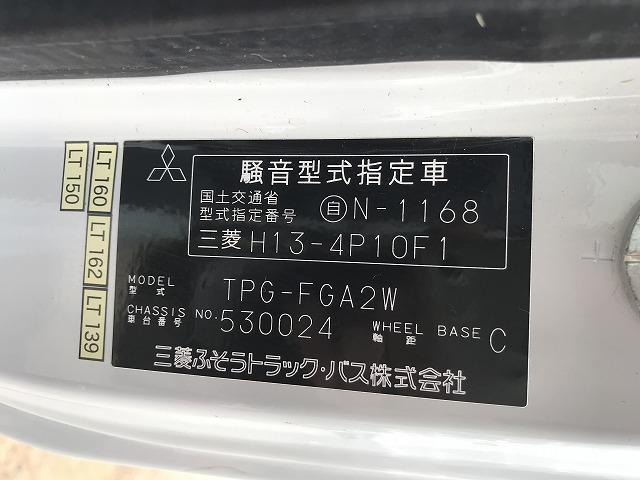 LT 160
LT 150
LT 162
LT 139
騒音型式指定車
国土交通省
型式指定番号 自N-1168
三菱 H13-4P10F1
MODEL
型式 TPG-FGA2W
CHASSIS NO.
車台番号 530024 WHEEL BASE
軸距 C
三菱ふそうトラック・バス株式会社